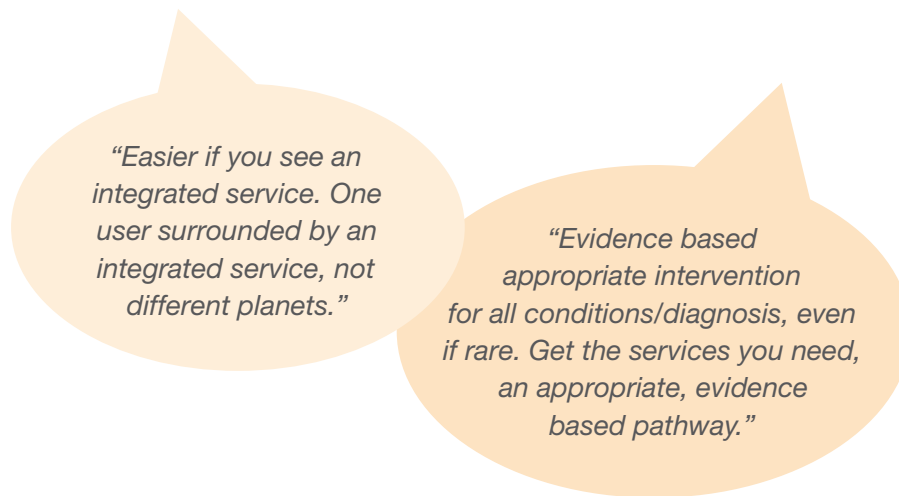 “Easier if you see an
integrated service. One
user surrounded by an
integrated service, not
different planets.”
“Evidence based
appropriate intervention
for all conditions/diagnosis, even
if rare. Get the services you need,
an appropriate, evidence
based pathway.”